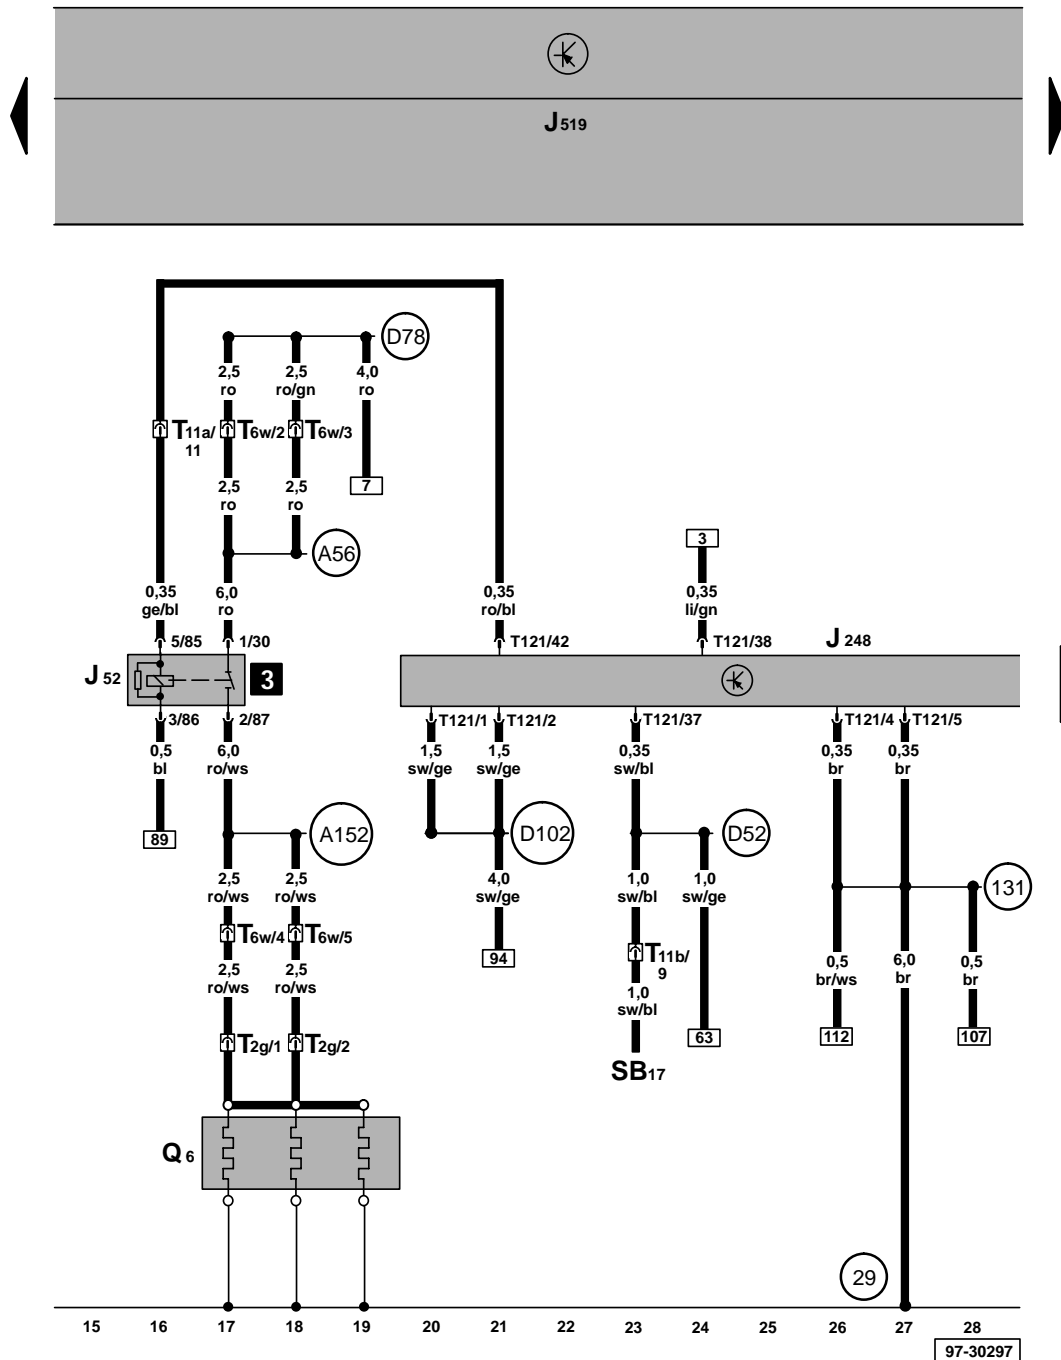 J 519
D78
2,5 2,5 4,0
ro ro/gn ro
T11a/11 T6w/2 T6w/3
2,5 2,5
ro ro
7
A56
3
0,35 6,0 0,35 0,35
ge/bl ro ro/bl li/gn
5/85 1/30 T121/42 T121/38 J 248
J 52 3
3/86 2/87 T121/1 T121/2 T121/37 T121/4 T121/5
0,5 6,0 1,5 1,5 0,35 0,35 0,35
bl ro/ws sw/ge sw/ge sw/bl br br
89 A152 D102 D52
2,5 2,5 4,0 1,0 1,0
ro/ws ro/ws sw/ge sw/bl sw/ge
131
T6w/4 T6w/5 94 T11b/9
2,5 2,5 0,5 6,0 0,5
ro/ws ro/ws br/ws br br
1,0
sw/bl
T2g/1 T2g/2 63 112 107
SB17
Q 6
29
15 16 17 18 19 20 21 22 23 24 25 26 27 28
97-30297